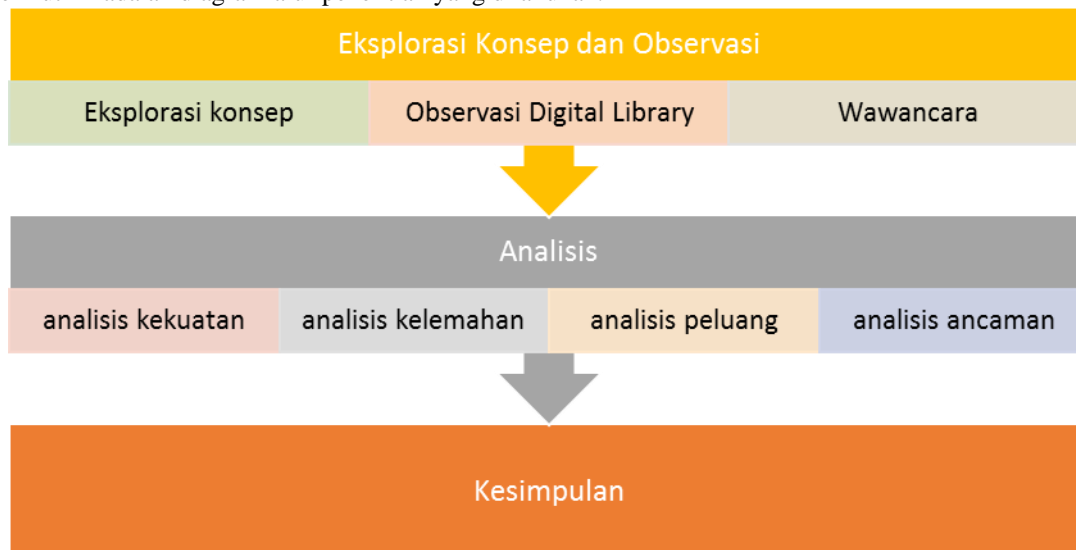 Eksplorasi Konsep dan Observasi
Eksplorasi konsep
Observasi Digital Library
Wawancara
Analisis
analisis kekuatan
analisis kelemahan
analisis peluang
analisis ancaman
Kesimpulan